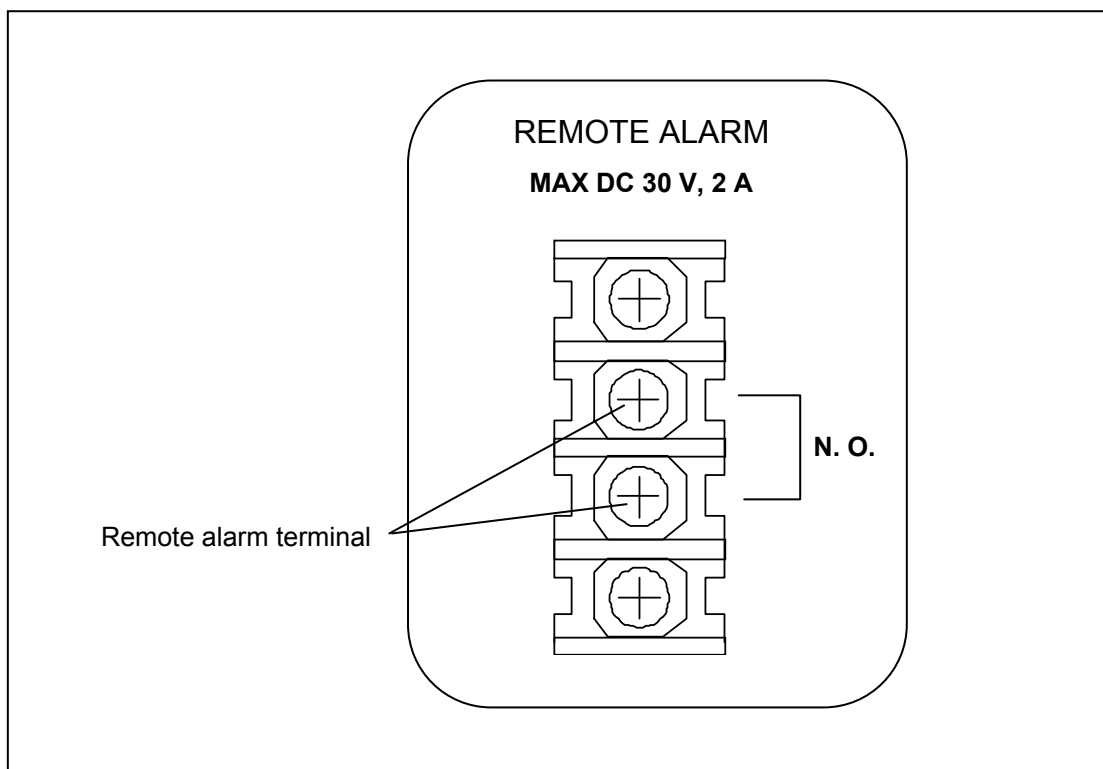 REMOTE ALARM
MAX DC 30 V, 2 A
N. O.
Remote alarm terminal